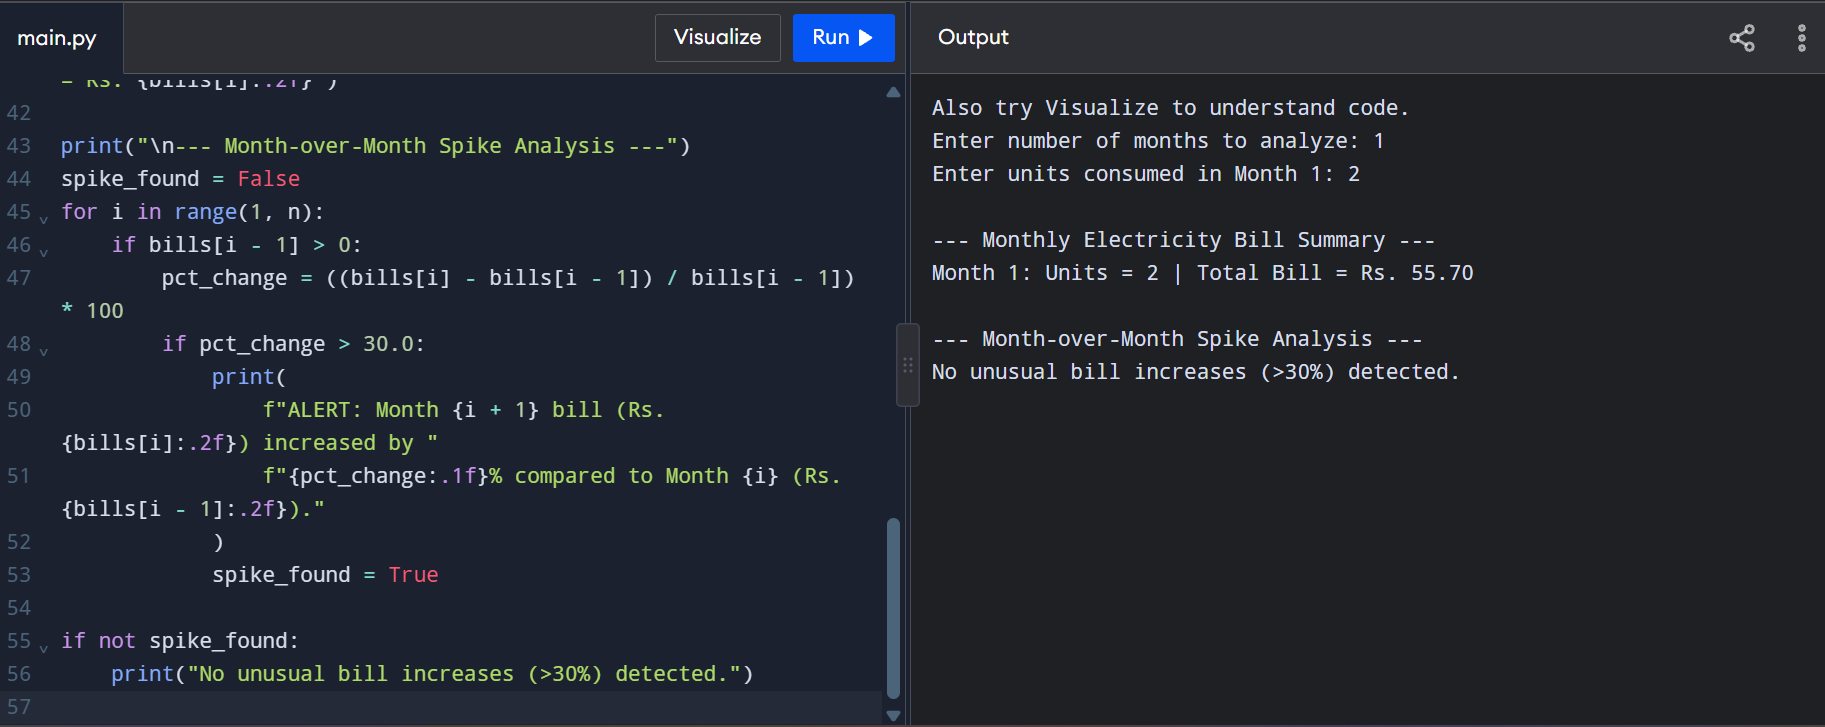 main.py
Visualize
Run
Output
= Rs. {bills[i]:.2f}")
42
43 print("\n--- Month-over-Month Spike Analysis ---")
44 spike_found = False
45 for i in range(1, n):
46     if bills[i - 1] > 0:
47         pct_change = ((bills[i] - bills[i - 1]) / bills[i - 1])
* 100
48         if pct_change > 30.0:
49             print(
50                 f"ALERT: Month {i + 1} bill (Rs.
{bills[i]:.2f}) increased by "
51                 f"{pct_change:.1f}% compared to Month {i} (Rs.
{bills[i - 1]:.2f})."
52             )
53             spike_found = True
54
55 if not spike_found:
56     print("No unusual bill increases (>30%) detected.")
57
Also try Visualize to understand code.
Enter number of months to analyze: 1
Enter units consumed in Month 1: 2
--- Monthly Electricity Bill Summary ---
Month 1: Units = 2 | Total Bill = Rs. 55.70
--- Month-over-Month Spike Analysis ---
No unusual bill increases (>30%) detected.